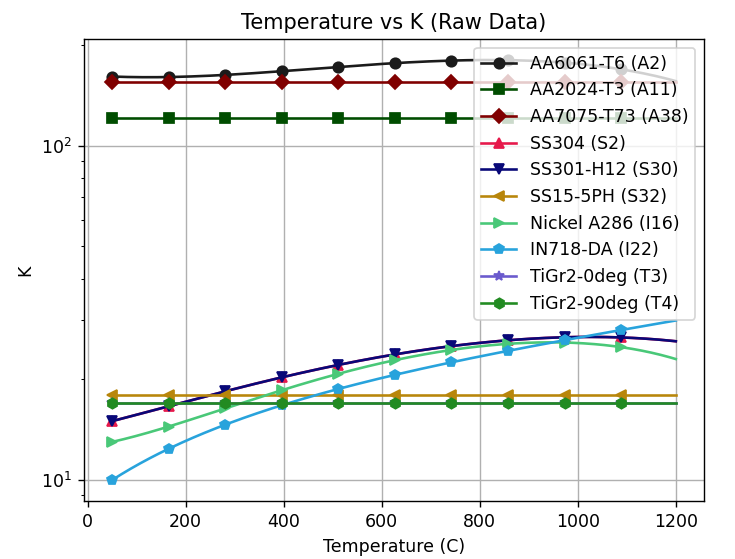 Temperature vs K (Raw Data)
AA6061-T6 (A2)
AA2024-T3 (A11)
AA7075-T73 (A38)
SS304 (S2)
SS301-H12 (S30)
SS15-5PH (S32)
Nickel A286 (I16)
IN718-DA (I22)
TiGr2-0deg (T3)
TiGr2-90deg (T4)
10²
10¹
K
0 200 400 600 800 1000 1200
Temperature (C)